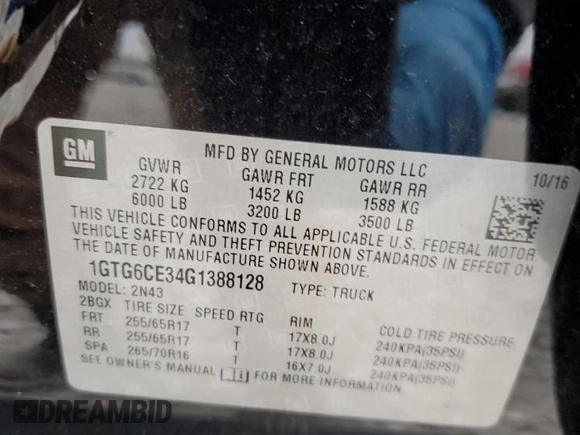 GM
MFD BY GENERAL MOTORS LLC
10/16
GVWR GAWR FRT GAWR RR
2722 KG 1452 KG 1588 KG
6000 LB 3200 LB 3500 LB
THIS VEHICLE CONFORMS TO ALL APPLICABLE U.S. FEDERAL MOTOR
VEHICLE SAFETY AND THEFT PREVENTION STANDARDS IN EFFECT ON
THE DATE OF MANUFACTURE SHOWN ABOVE.
1GTG6CE34G1388128 TYPE: TRUCK
MODEL: 2N43
2BGX TIRE SIZE SPEED RTG RIM COLD TIRE PRESSURE
FRT 255/65R17 T 17X8.0J 240KPA(35PSI)
RR 255/65R17 T 17X8.0J 240KPA(35PSI)
SPA 265/70R16 T 16X7.0J 240KPA(35PSI)
SEE OWNER'S MANUAL FOR MORE INFORMATION
DREAMBID